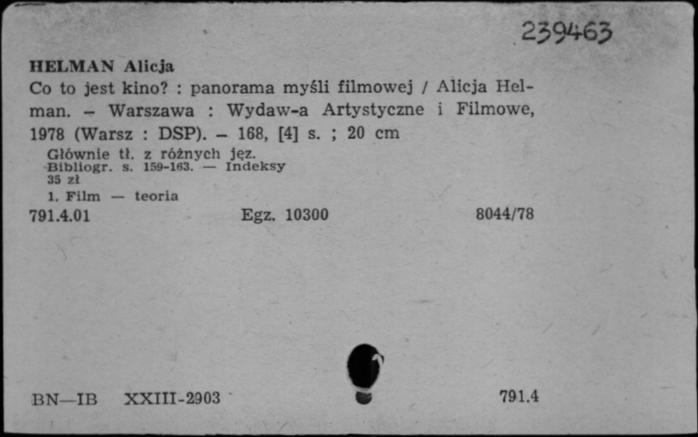 239463
HELMAN Alicja
Co to jest kino? : panorama myśli filmowej / Alicja Hel-
man. — Warszawa : Wydaw-a Artystyczne i Filmowe,
1978 (Warsz : DSP). — 168, [4] s. ; 20 cm
Głównie tł. z różnych jęz.
Bibliogr. s. 159-163. — Indeksy
35 zł
1. Film — teoria
791.4.01 Egz. 10300 8044/78
BN—IB XXIII-2903 791.4